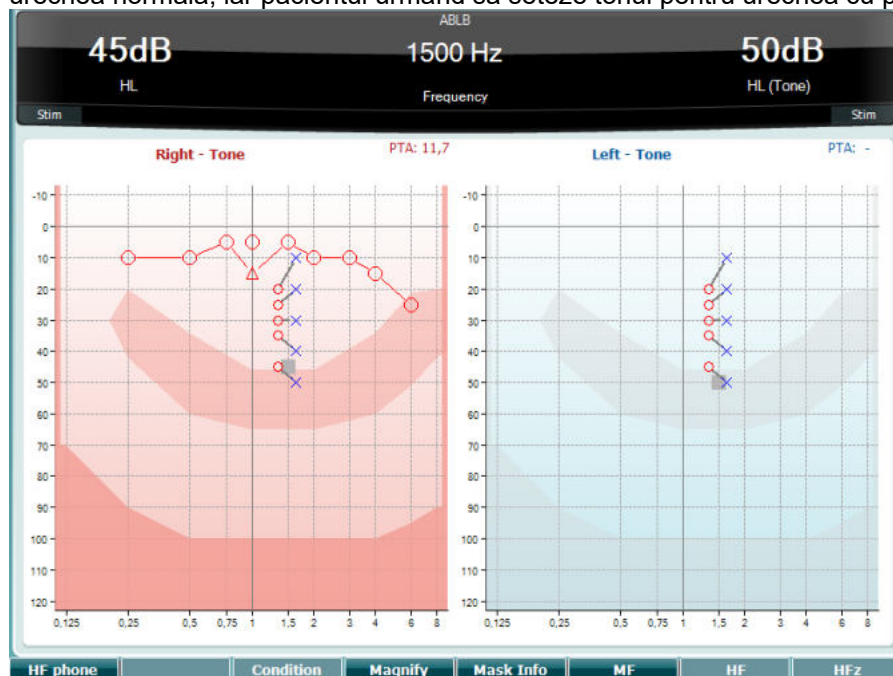 urechea normală, iar pacientul urmând să seteze tonul pentru urechea cu p
ABLB
45dB 1500 Hz 50dB
HL HL (Tone)
Frequency
Stim Stim
Right - Tone PTA: 11,7 Left - Tone PTA: -
-10 -10
0 0
10 10
20 20
30 30
40 40
50 50
60 60
70 70
80 80
90 90
100 100
110 110
120 120
0,125 0,25 0,5 0,75 1 1,5 2 3 4 6 8 0,125 0,25 0,5 0,75 1 1,5 2 3 4 6 8
HF phone Condition Magnify Mask Info MF HF HFz